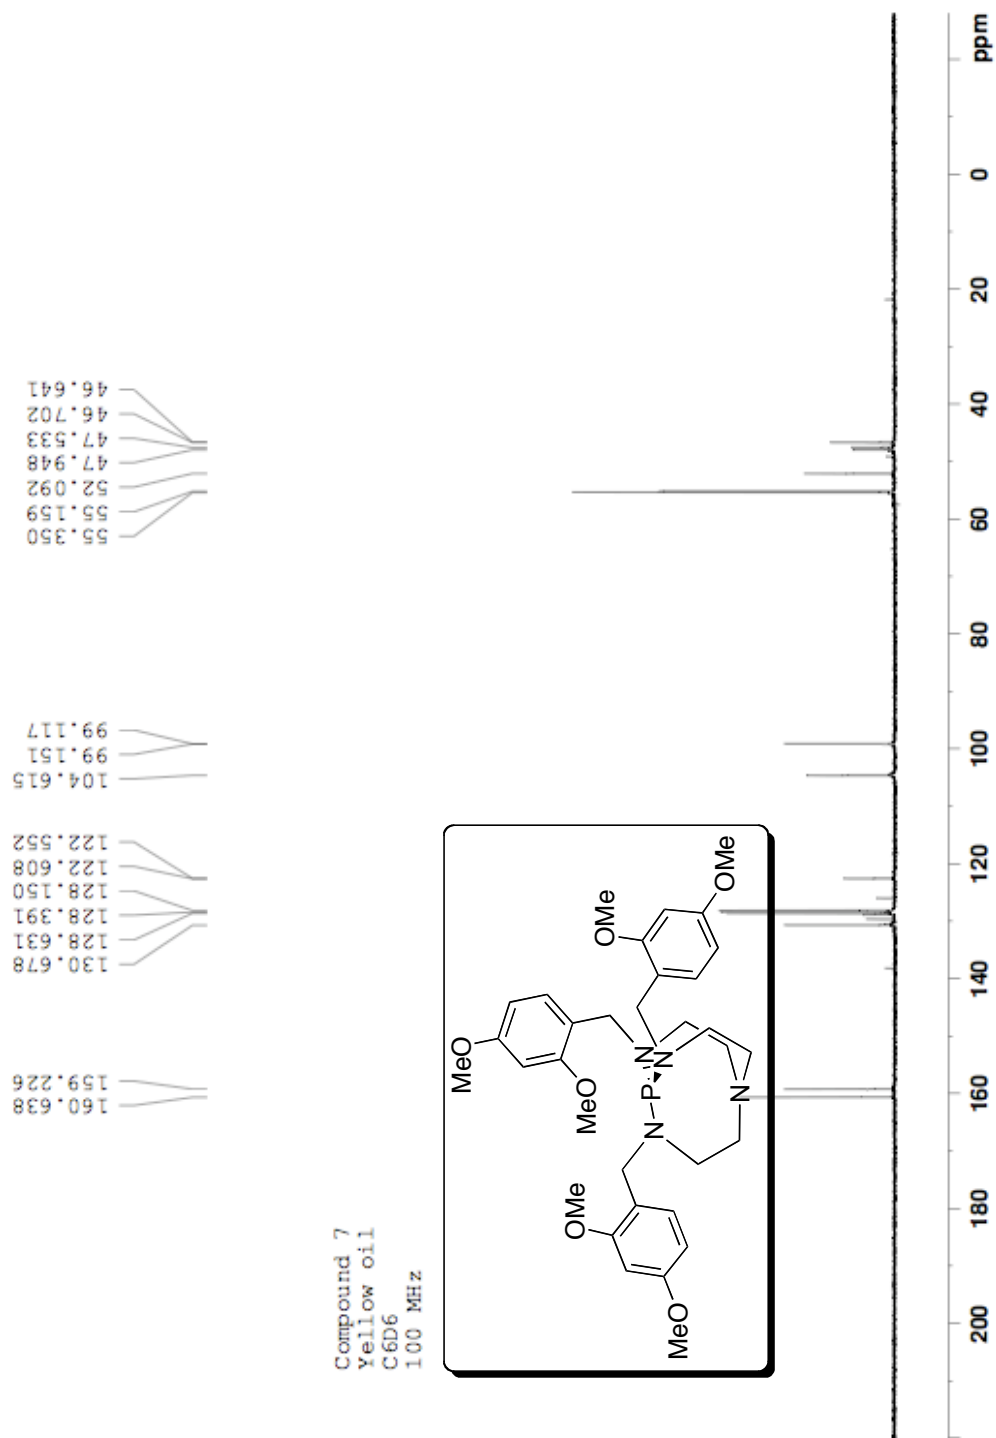 160.638
159.226
130.678
128.631
128.391
128.150
122.608
122.552
104.615
99.151
99.117
55.350
55.159
52.092
47.948
47.533
46.702
46.641
Compound 7
Yellow oil
C6D6
100 MHz
MeO
OMe
MeO
MeO
OMe
OMe
N
P
N
N
N
200
180
160
140
120
100
80
60
40
20
0
ppm